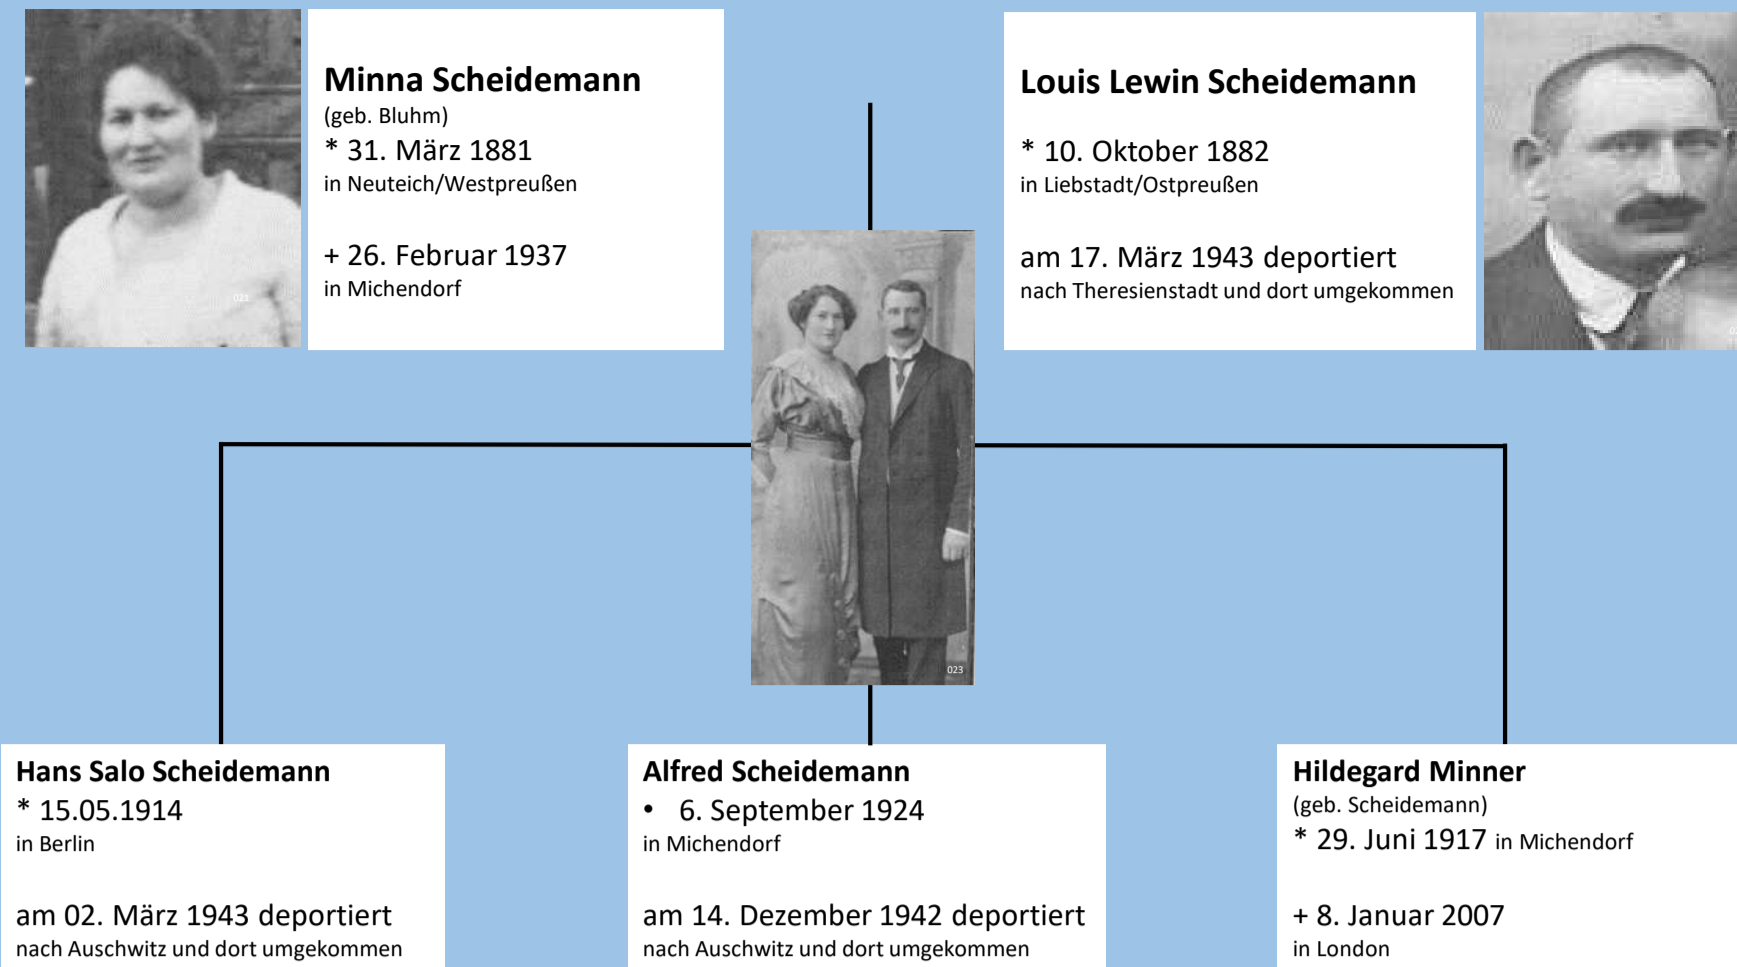 Minna Scheidemann
(geb. Bluhm)
* 31. März 1881
in Neuteich/Westpreußen
+ 26. Februar 1937
in Michendorf
Louis Lewin Scheidemann
* 10. Oktober 1882
in Liebstadt/Ostpreußen
am 17. März 1943 deportiert
nach Theresienstadt und dort umgekommen
023
Hans Salo Scheidemann
* 15.05.1914
in Berlin
am 02. März 1943 deportiert
nach Auschwitz und dort umgekommen
Alfred Scheidemann
• 6. September 1924
in Michendorf
am 14. Dezember 1942 deportiert
nach Auschwitz und dort umgekommen
Hildegard Minner
(geb. Scheidemann)
* 29. Juni 1917 in Michendorf
+ 8. Januar 2007
in London